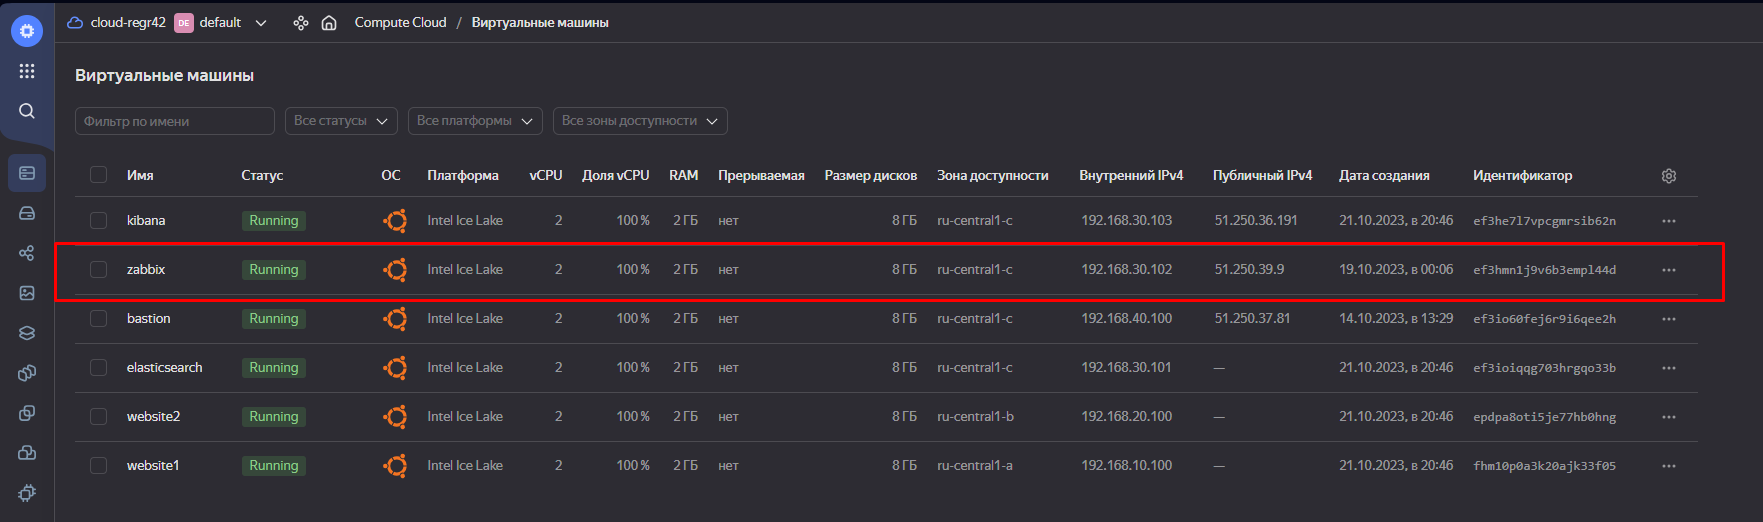 cloud-regr42 DE default Compute Cloud / Виртуальные машины
Виртуальные машины
Фильтр по имени Все статусы Все платформы Все зоны доступности
Имя Статус ОС Платформа vCPU Доля vCPU RAM Прерываемая Размер дисков Зона доступности Внутренний IPv4 Публичный IPv4 Дата создания Идентификатор
kibana Running Intel Ice Lake 2 100 % 2 ГБ нет 8 ГБ ru-central1-c 192.168.30.103 51.250.36.191 21.10.2023, в 20:46 ef3he7l7vpcgmrsib62n
zabbix Running Intel Ice Lake 2 100 % 2 ГБ нет 8 ГБ ru-central1-c 192.168.30.102 51.250.39.9 19.10.2023, в 00:06 ef3hmn1j9v6b3empl44d
bastion Running Intel Ice Lake 2 100 % 2 ГБ нет 8 ГБ ru-central1-c 192.168.40.100 51.250.37.81 14.10.2023, в 13:29 ef3io60fej6r9i6qee2h
elasticsearch Running Intel Ice Lake 2 100 % 2 ГБ нет 8 ГБ ru-central1-c 192.168.30.101 — 21.10.2023, в 20:46 ef3ioiqqg703hrgqo33b
website2 Running Intel Ice Lake 2 100 % 2 ГБ нет 8 ГБ ru-central1-b 192.168.20.100 — 21.10.2023, в 20:46 epdpa8oti5je77hb0hng
website1 Running Intel Ice Lake 2 100 % 2 ГБ нет 8 ГБ ru-central1-a 192.168.10.100 — 21.10.2023, в 20:46 fhm10p0a3k20ajk33f05